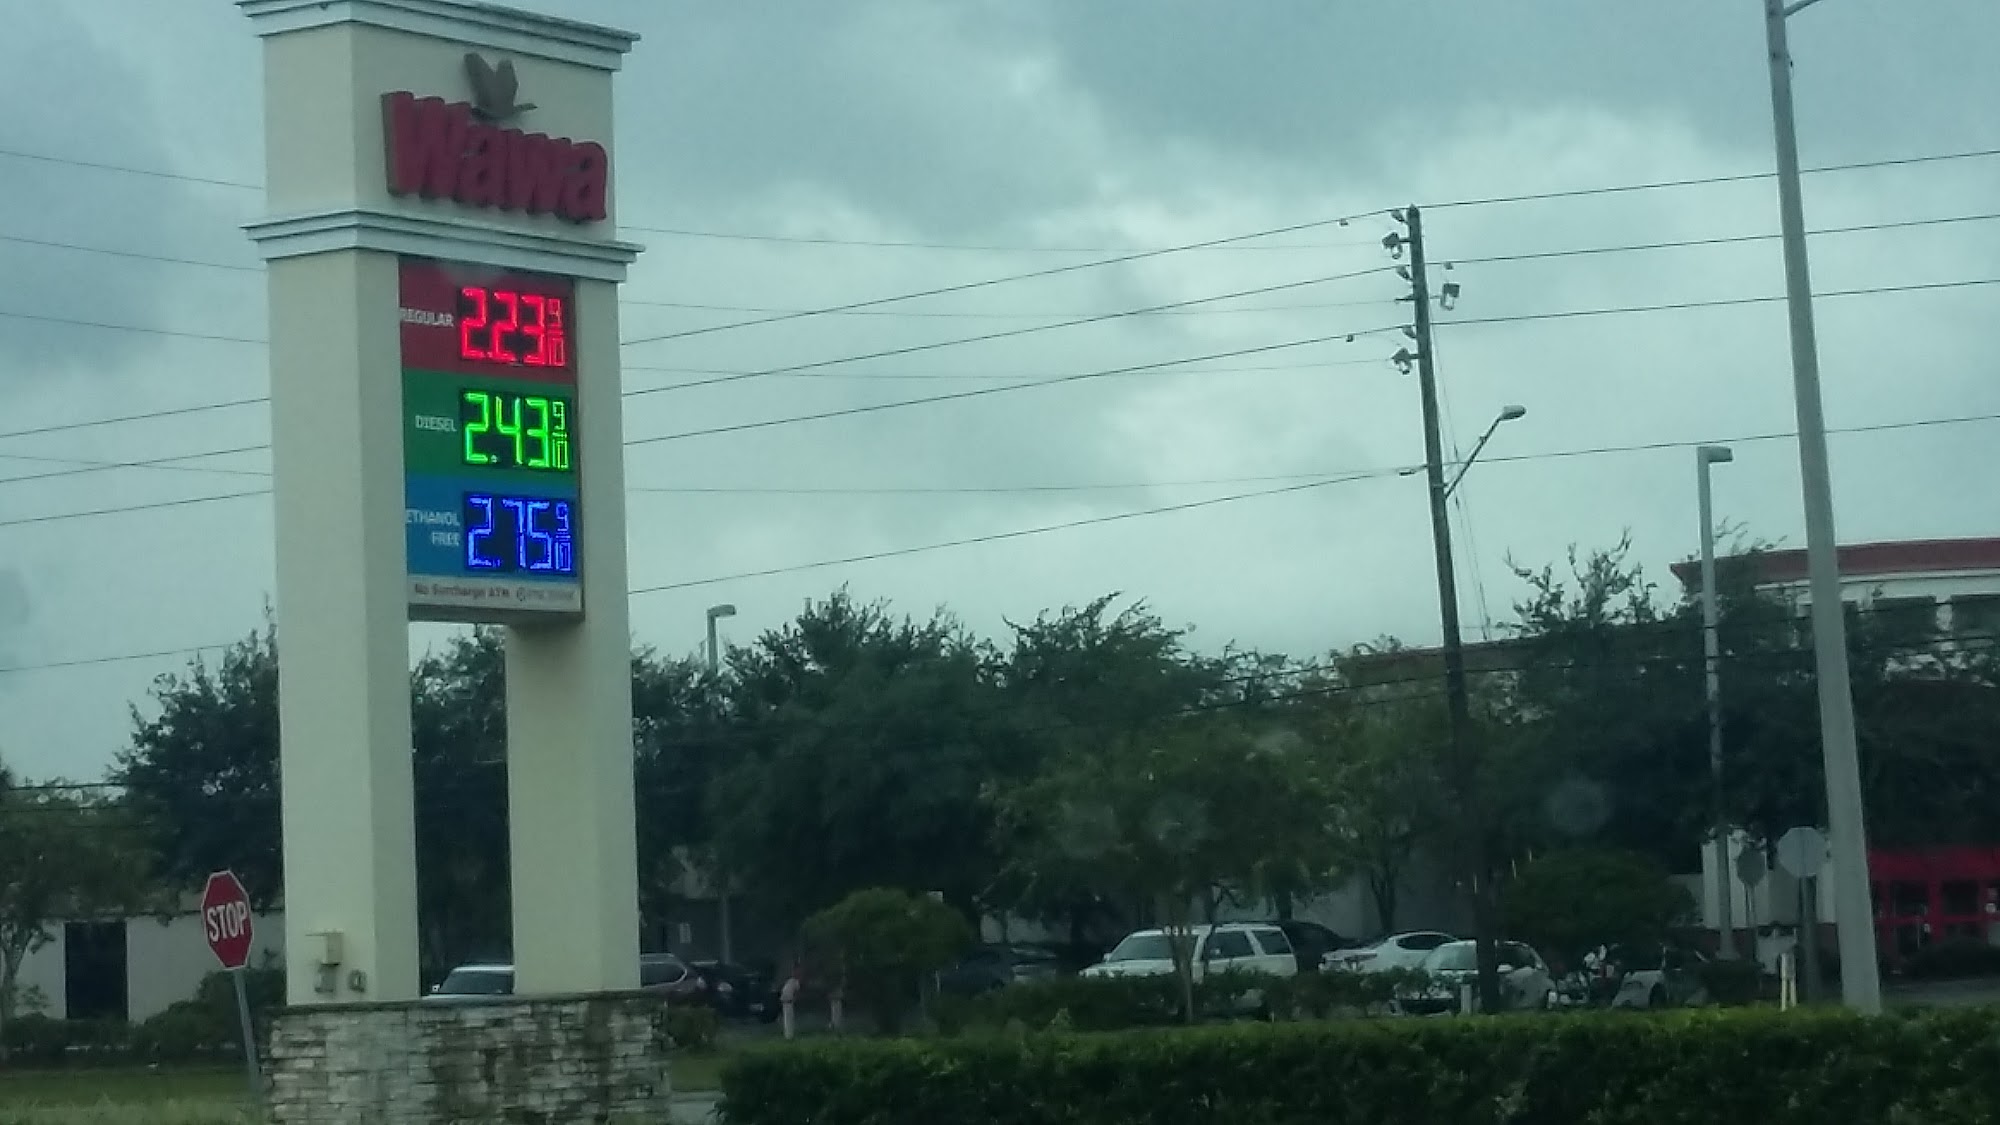 Wawa
REGULAR 2.23 9/10
DIESEL 2.43 9/10
ETHANOL 2.75 9/10
FREE
No Surcharge ATM
STOP